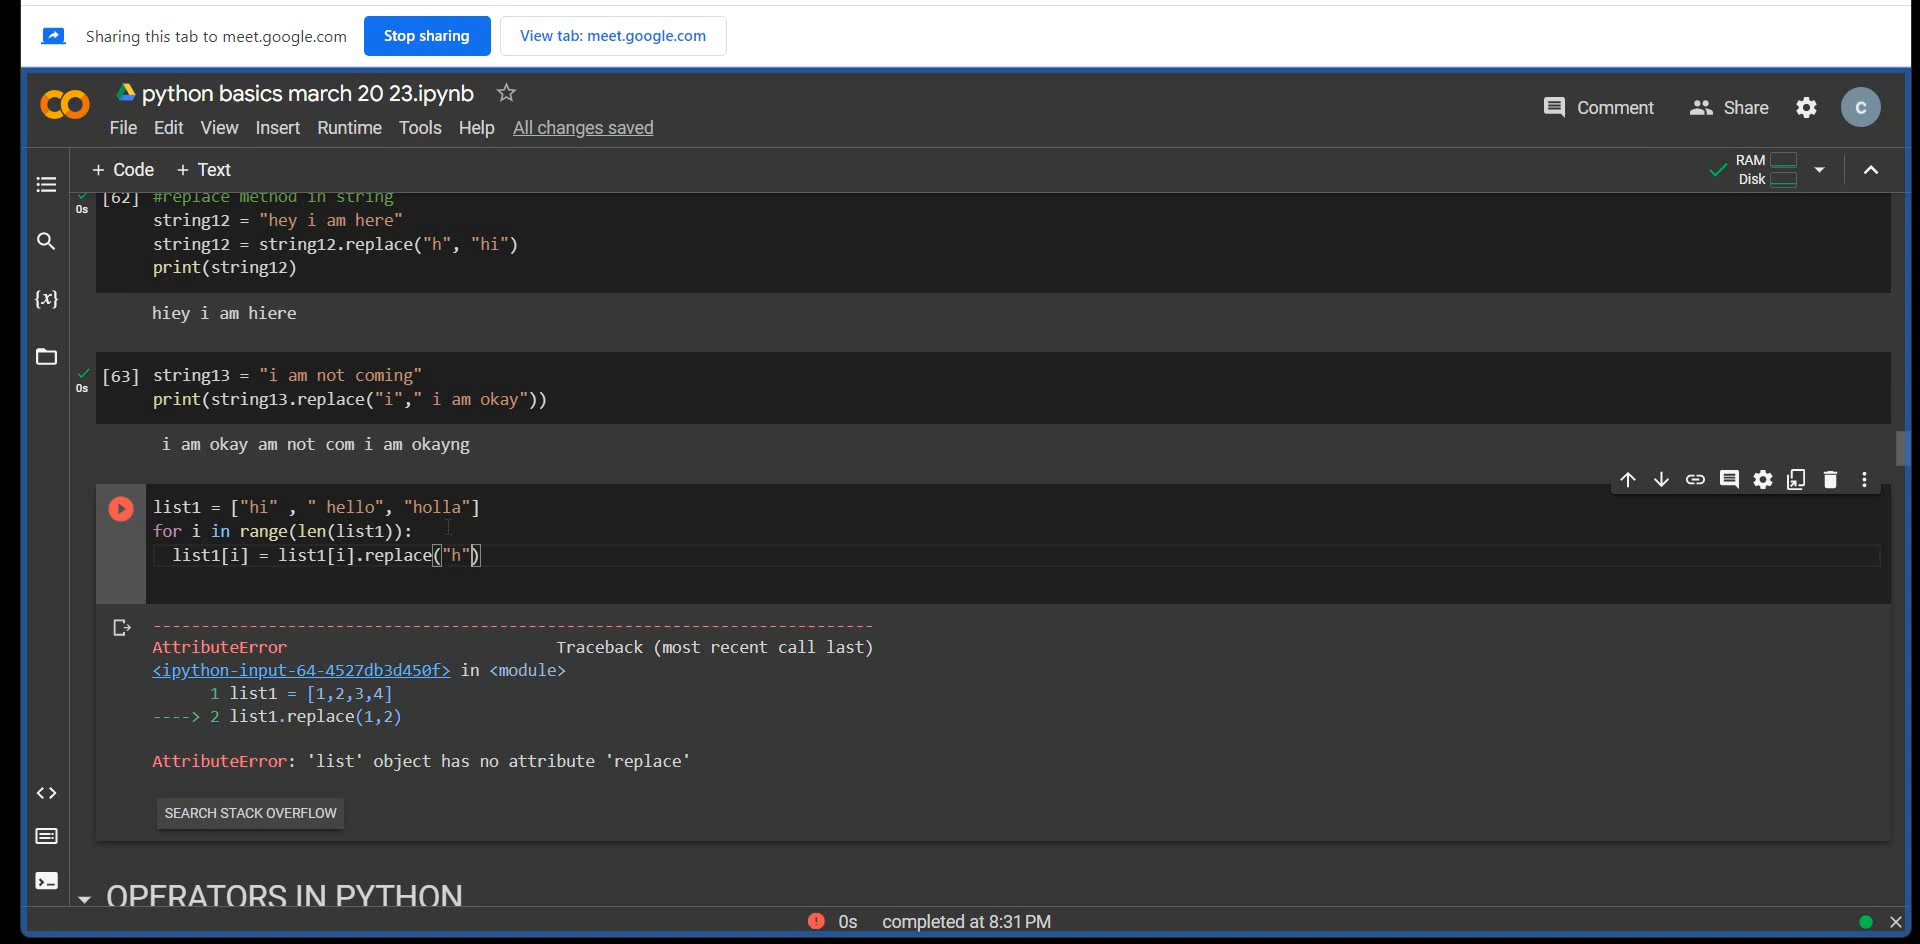 Sharing this tab to meet.google.com Stop sharing View tab: meet.google.com
python basics march 20 23.ipynb
Comment Share C
File Edit View Insert Runtime Tools Help All changes saved
+ Code + Text RAM
Disk
[62] #replace method in string
0s
string12 = "hey i am here"
string12 = string12.replace("h", "hi")
print(string12)
hiey i am hiere
[63] string13 = "i am not coming"
0s
print(string13.replace("i"," i am okay"))
i am okay am not com i am okayng
list1 = ["hi" , " hello", "holla"]
for i in range(len(list1)):
list1[i] = list1[i].replace("h")
---------------------------------------------------------------------------
AttributeError Traceback (most recent call last)
<ipython-input-64-4527db3d450f> in <module>
1 list1 = [1,2,3,4]
----> 2 list1.replace(1,2)
AttributeError: 'list' object has no attribute 'replace'
SEARCH STACK OVERFLOW
OPERATORS IN PYTHON
0s completed at 8:31 PM